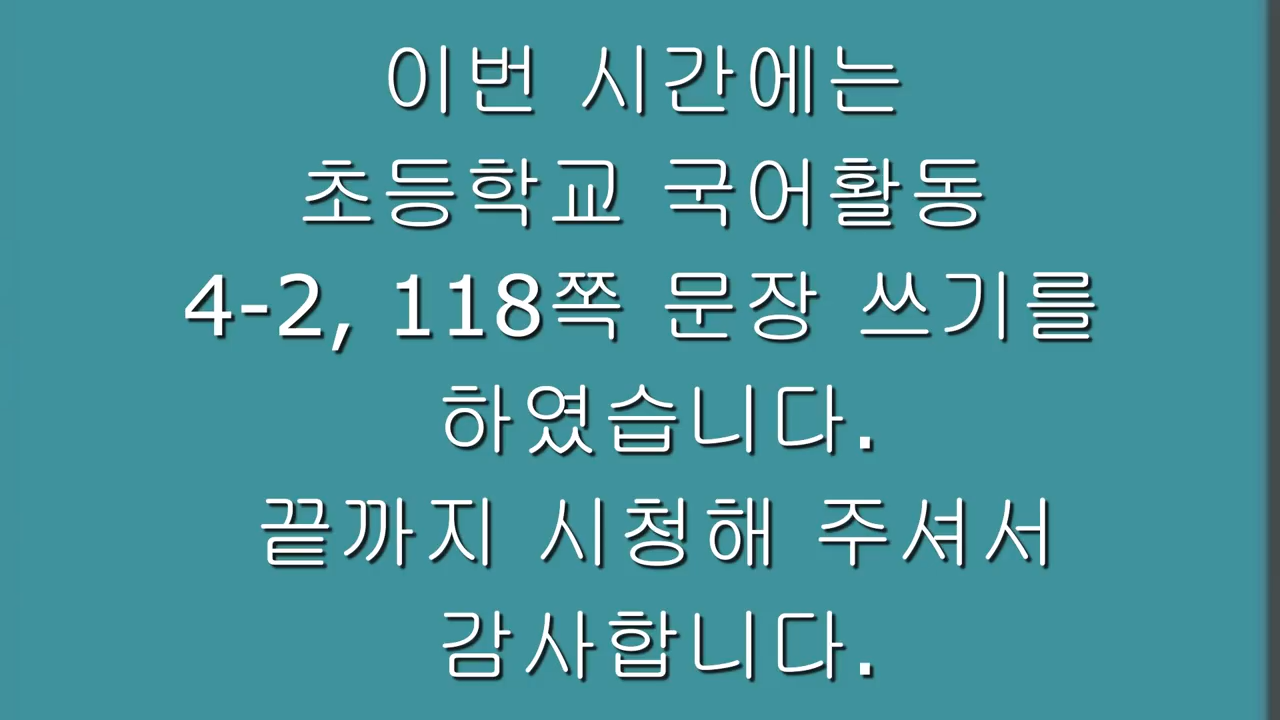 이번 시간에는
초등학교 국어활동
4-2, 118쪽 문장 쓰기를
하였습니다.
끝까지 시청해 주셔서
감사합니다.